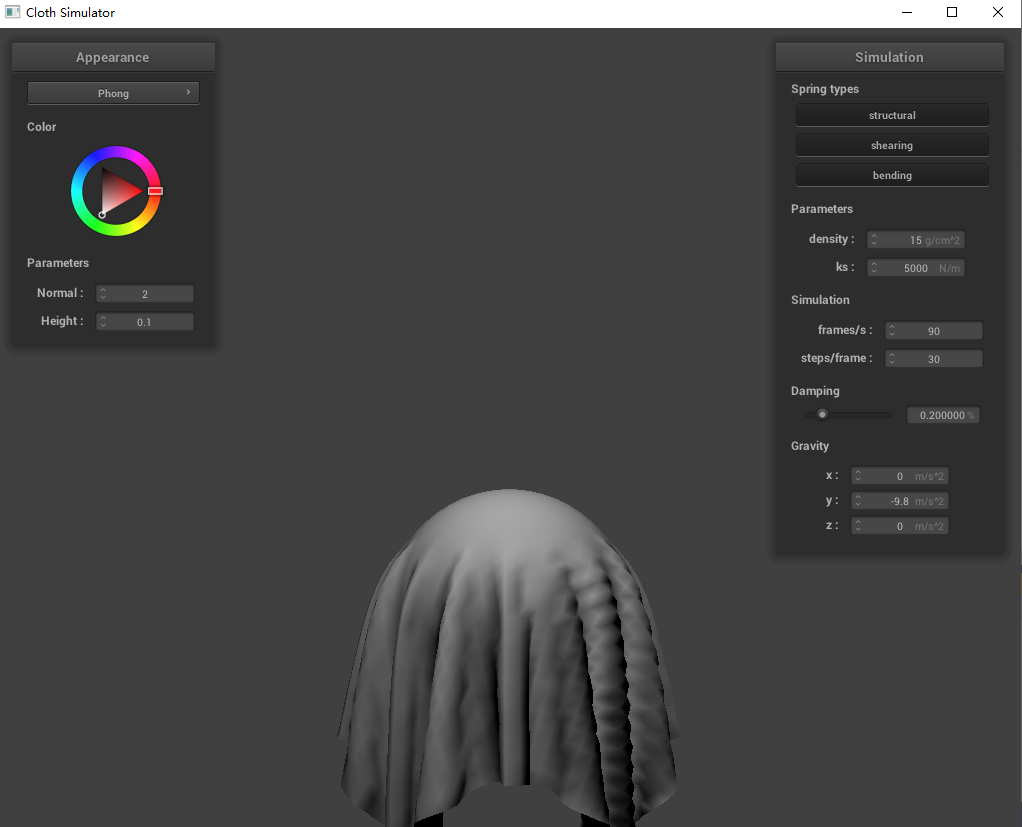 Cloth Simulator
Appearance
Phong
Color
Parameters
Normal : 2
Height : 0.1
Simulation
Spring types
structural
shearing
bending
Parameters
density : 15 g/cm^2
ks : 5000 N/m
Simulation
frames/s : 90
steps/frame : 30
Damping
0.200000 %
Gravity
x : 0 m/s^2
y : -9.8 m/s^2
z : 0 m/s^2